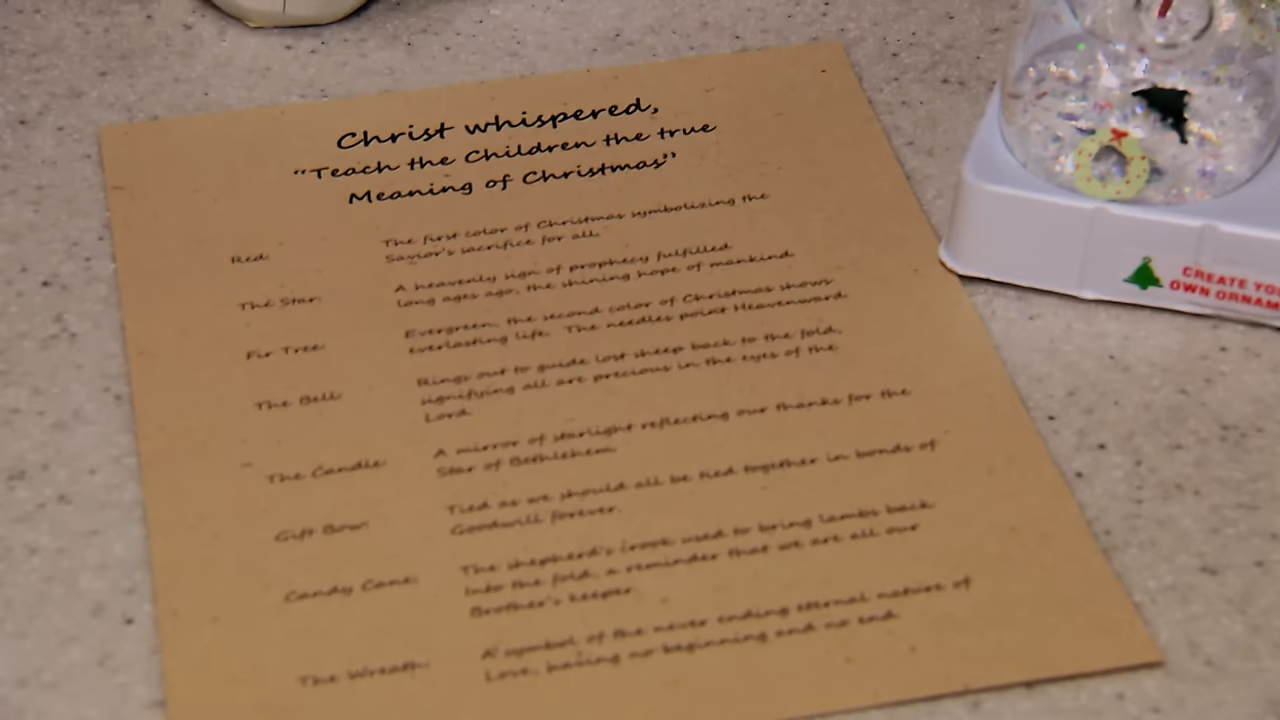 Christ whispered,
"Teach the Children the true
Meaning of Christmas"
Red: The first color of Christmas symbolizing the
Savior's sacrifice for all.
The Star: A heavenly sign of prophecy fulfilled
long ages ago, the shining hope of mankind.
Fir Tree: Evergreen, the second color of Christmas shows
everlasting life. The needles point Heavenward.
The Bell: Rings out to guide lost sheep back to the fold,
signifying all are precious in the eyes of the
Lord.
The Candle: A mirror of starlight reflecting our thanks for the
Star of Bethlehem.
Gift Bow: Tied as we should all be tied together in bonds of
Goodwill forever.
Candy Cane: The shepherd's crook used to bring lambs back
Into the fold, a reminder that we are all our
Brother's keeper.
The Wreath: A symbol of the never ending eternal nature of
Love, having no beginning and no end.
CREATE YOU
OWN ORNAM